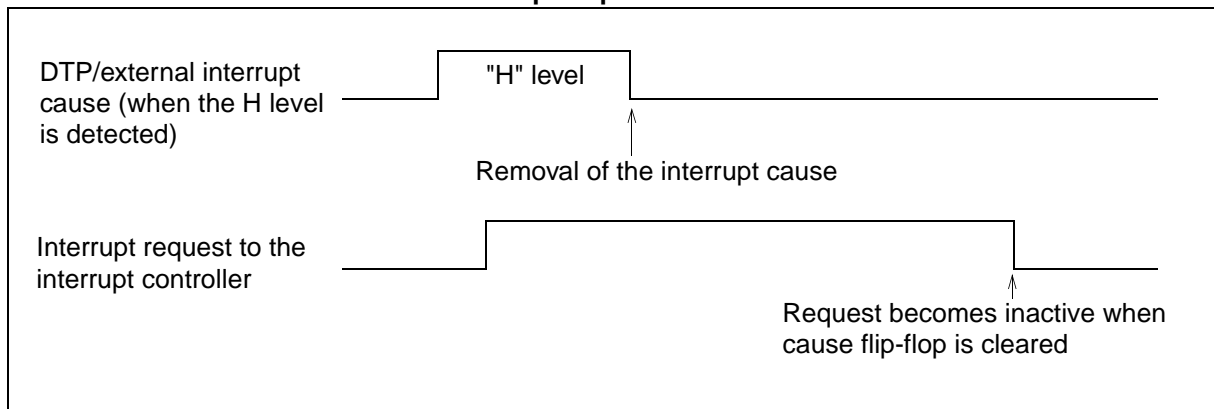 DTP/external interrupt
cause (when the H level
is detected)
"H" level
Removal of the interrupt cause
Interrupt request to the
interrupt controller
Request becomes inactive when
cause flip-flop is cleared